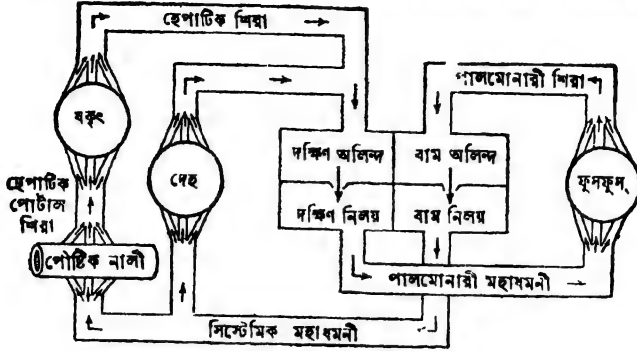 হেপাটিক শিরা
পালমোনারী শিরা
যকৃৎ
দক্ষিণ অলিন্দ
বাম অলিন্দ
দেহ
ফুসফুস্
হেপাটিক
পোর্টাল
শিরা
দক্ষিণ নিলয়
বাম নিলয়
পৌষ্টিক নালী
পালমোনারী মহাধমনী
সিস্টেমিক মহাধমনী